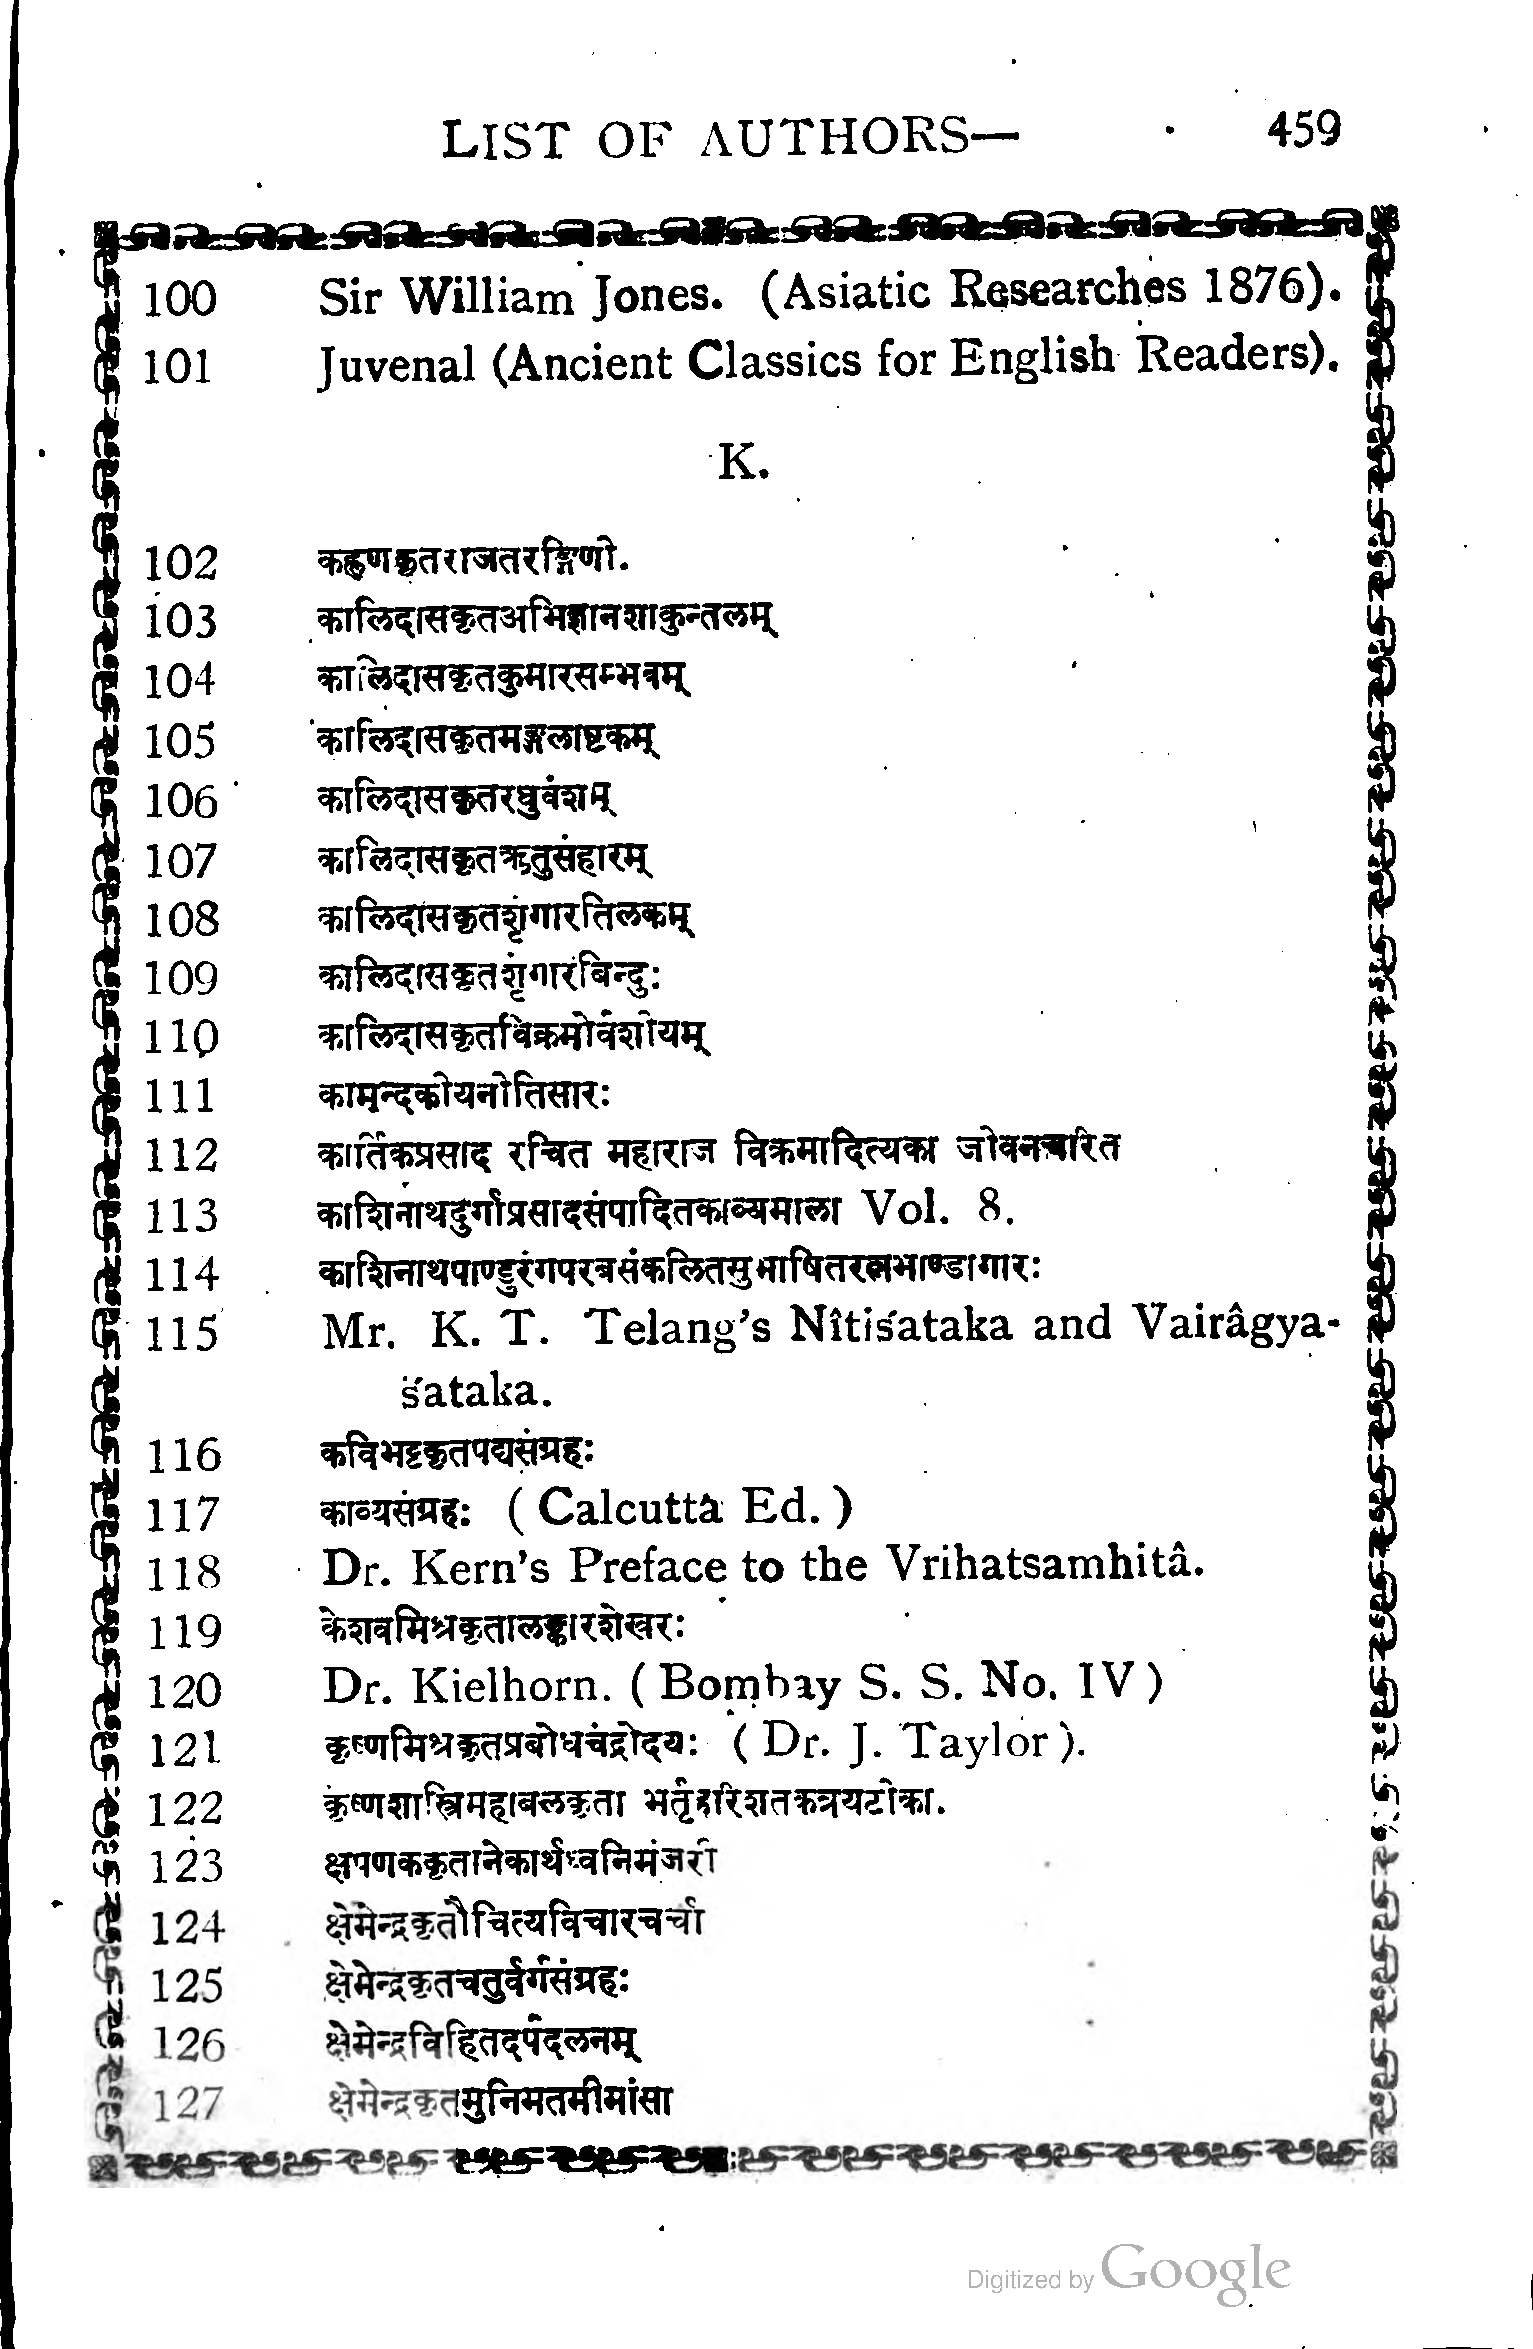 LIST OF AUTHORS— 459
100 Sir William Jones. (Asiatic Researches 1876).
101 Juvenal (Ancient Classics for English Readers).
K.
102 कह्लणकृतराजतरङ्गिणी.
103 कालिदासकृतअभिज्ञानशाकुन्तलम्
104 कालिदासकृतकुमारसम्भवम्
105 कालिदासकृतमङ्गलाष्टकम्
106 कालिदासकृतरघुवंशम्
107 कालिदासकृतऋतुसंहारम्
108 कालिदासकृतशृंगारतिलकम्
109 कालिदासकृतशृंगारबिन्दुः
110 कालिदासकृतविक्रमोर्वशीयम्
111 कामन्दकीयनीतिसारः
112 कार्तिकप्रसाद रचित महाराज विक्रमादित्यका जीवनचरित
113 काशिनाथदुर्गाप्रसादसंपादितकाव्यमाला Vol. 8.
114 काशिनाथपाण्डुरंगपरबसंकलितसुभाषितरत्नभाण्डागारः
115 Mr. K. T. Telang's Nîtiśataka and Vairâgya-
śataka.
116 कविभट्टकृतपद्यसंग्रहः
117 काव्यसंग्रहः ( Calcuttâ Ed. )
118 Dr. Kern's Preface to the Vrihatsamhitâ.
119 केशवमिश्रकृतालङ्कारशेखरः
120 Dr. Kielhorn. ( Bombay S. S. No. IV )
121 कृष्णमिश्रकृतप्रबोधचंद्रोदयः ( Dr. J. Taylor ).
122 कृष्णशास्त्रिमहाबलकृता भर्तृहरिशतकत्रयटीका.
123 क्षपणककृतानेकार्थध्वनिमंजरी
124 क्षेमेन्द्रकृतौचित्यविचारचर्चा
125 क्षेमेन्द्रकृतचतुर्वर्गसंग्रहः
126 क्षेमेन्द्रविहितदर्पदलनम्
127 क्षेमेन्द्रकृतमुनिमतमीमांसा
Digitized by Google